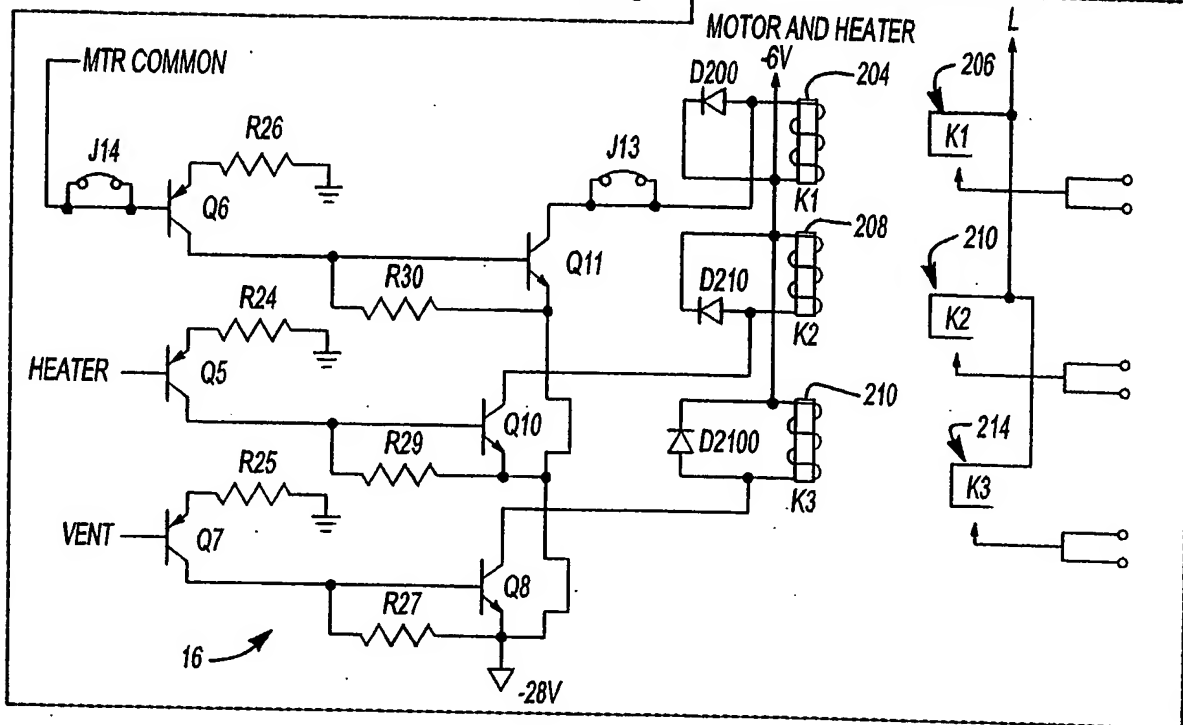 MOTOR AND HEATER
-6V
L
MTR COMMON
D200
204
206
R26
J14
J13
K1
Q6
K1
208
210
Q11
R30
D210
R24
K2
K2
HEATER
Q5
210
214
Q10
D2100
R29
R25
K3
K3
VENT
Q7
Q8
R27
16
-28V